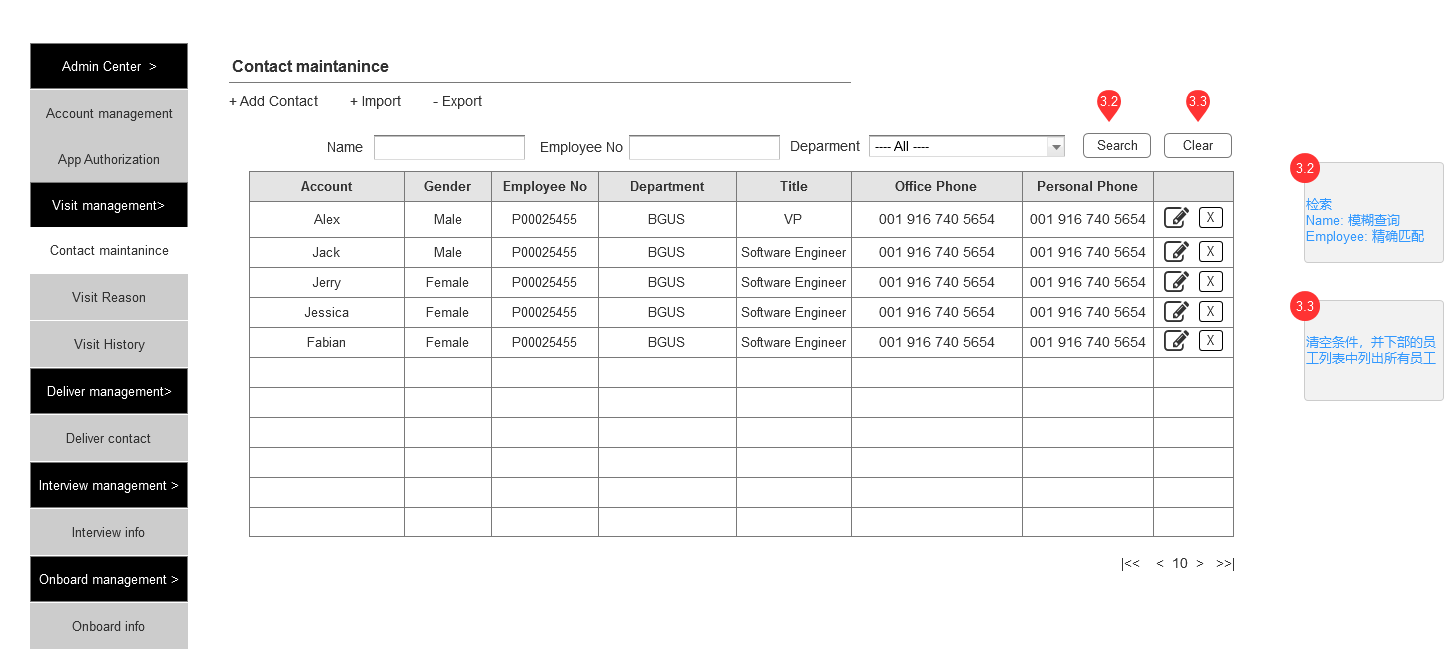 Admin Center >
Account management
App Authorization
Visit management>
Contact maintanince
Visit Reason
Visit History
Deliver management>
Deliver contact
Interview management >
Interview info
Onboard management >
Onboard info
Contact maintanince
+ Add Contact + Import - Export
3.2 3.3
Name Employee No Deparment ---- All ---- Search Clear
Account Gender Employee No Department Title Office Phone Personal Phone
Alex Male P00025455 BGUS VP 001 916 740 5654 001 916 740 5654 X
Jack Male P00025455 BGUS Software Engineer 001 916 740 5654 001 916 740 5654 X
Jerry Female P00025455 BGUS Software Engineer 001 916 740 5654 001 916 740 5654 X
Jessica Female P00025455 BGUS Software Engineer 001 916 740 5654 001 916 740 5654 X
Fabian Female P00025455 BGUS Software Engineer 001 916 740 5654 001 916 740 5654 X
|<< < 10 > >>|
3.2
检索
Name: 模糊查询
Employee: 精确匹配
3.3
清空条件，并下部的员
工列表中列出所有员工